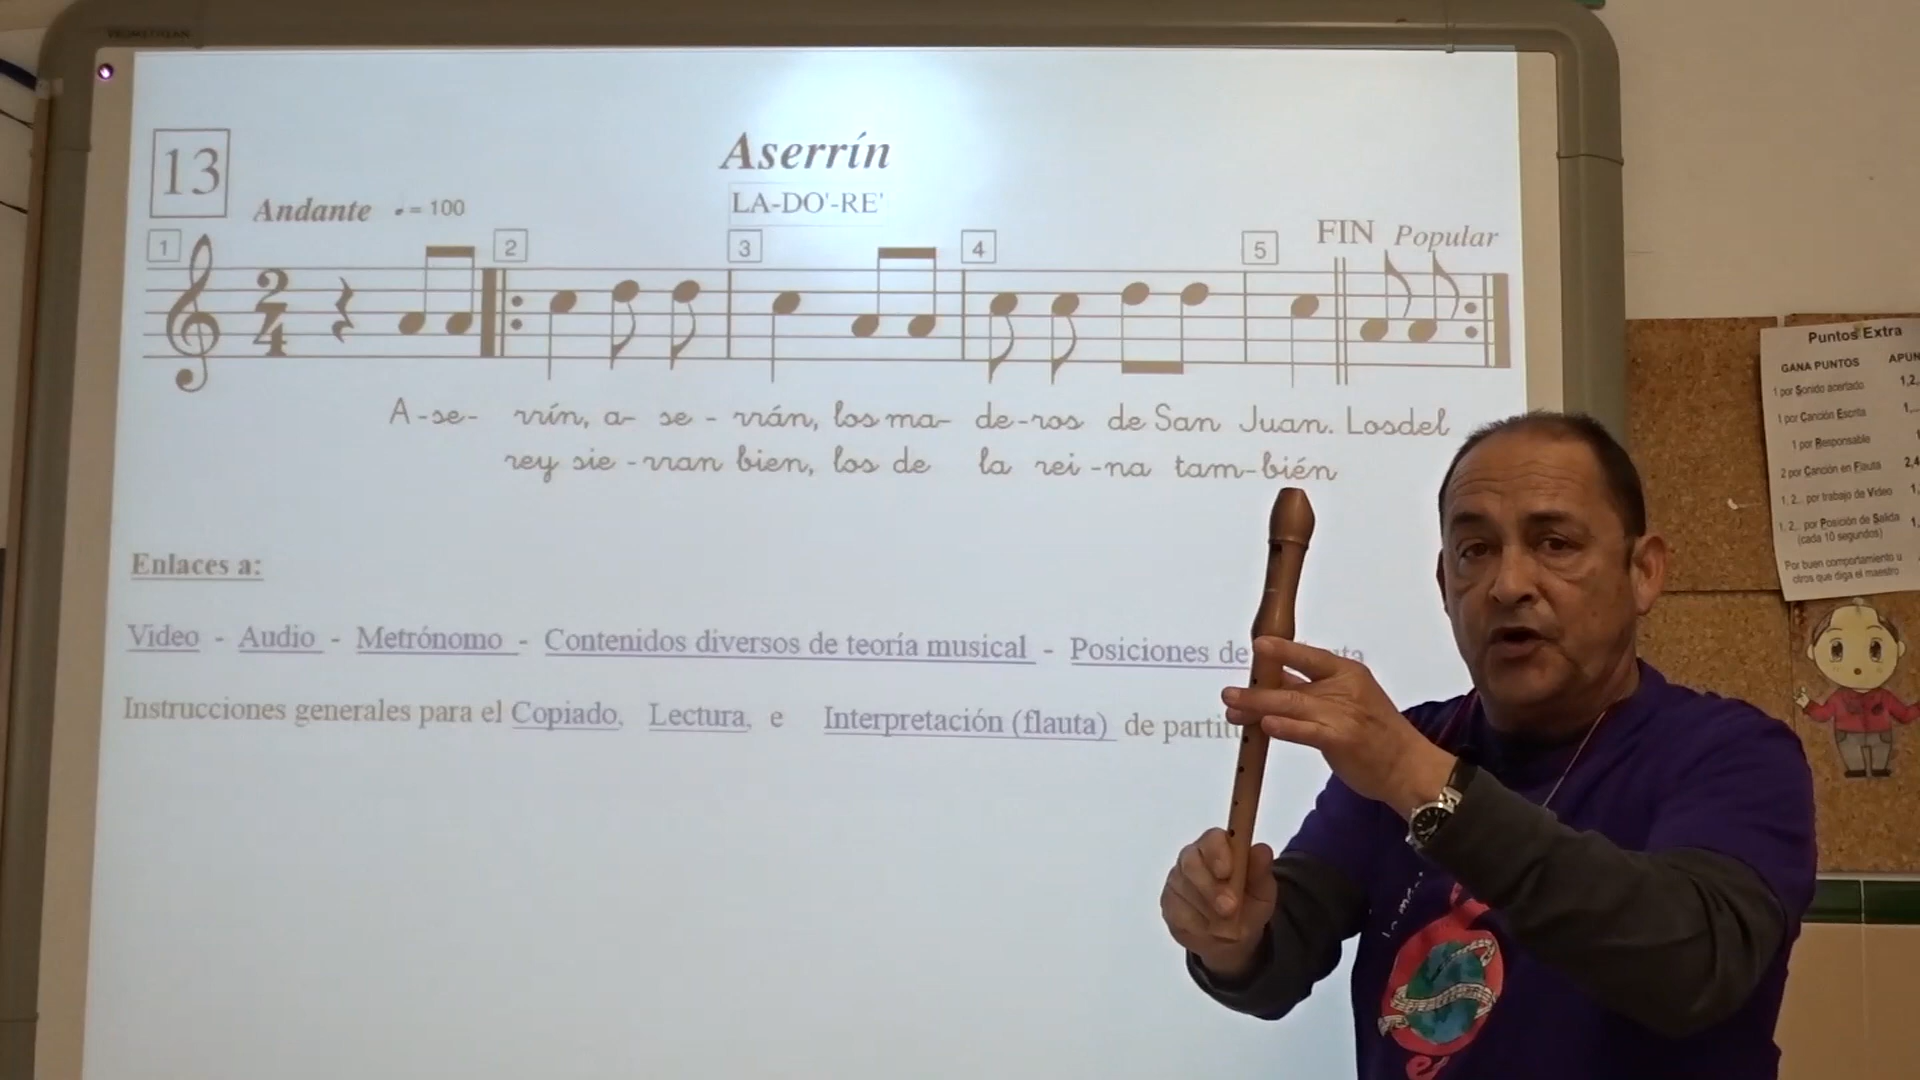 PROMETHEAN
13
Aserrín
LA-DO'-RE'
Andante = 100
FIN Popular
1 2 3 4 5
2
4
A-se- rrín, a- se - rrán, los ma- de-ros de San Juan. Los del
rey sie -rran bien, los de la rei -na tam-bién
Enlaces a:
Video - Audio - Metrónomo - Contenidos diversos de teoría musical - Posiciones de
Instrucciones generales para el Copiado, Lectura, e Interpretación (flauta) de
Puntos Extra
GANA PUNTOS
1 por Sonido acertado
1 por Canción Escrita
1 por Responsable
2 por Canción en Flauta
1, 2.. por trabajo de Video
1, 2.. por Posición de Salida
(cada 10 segundos)
Por buen comportamiento u
otros que diga el maestro